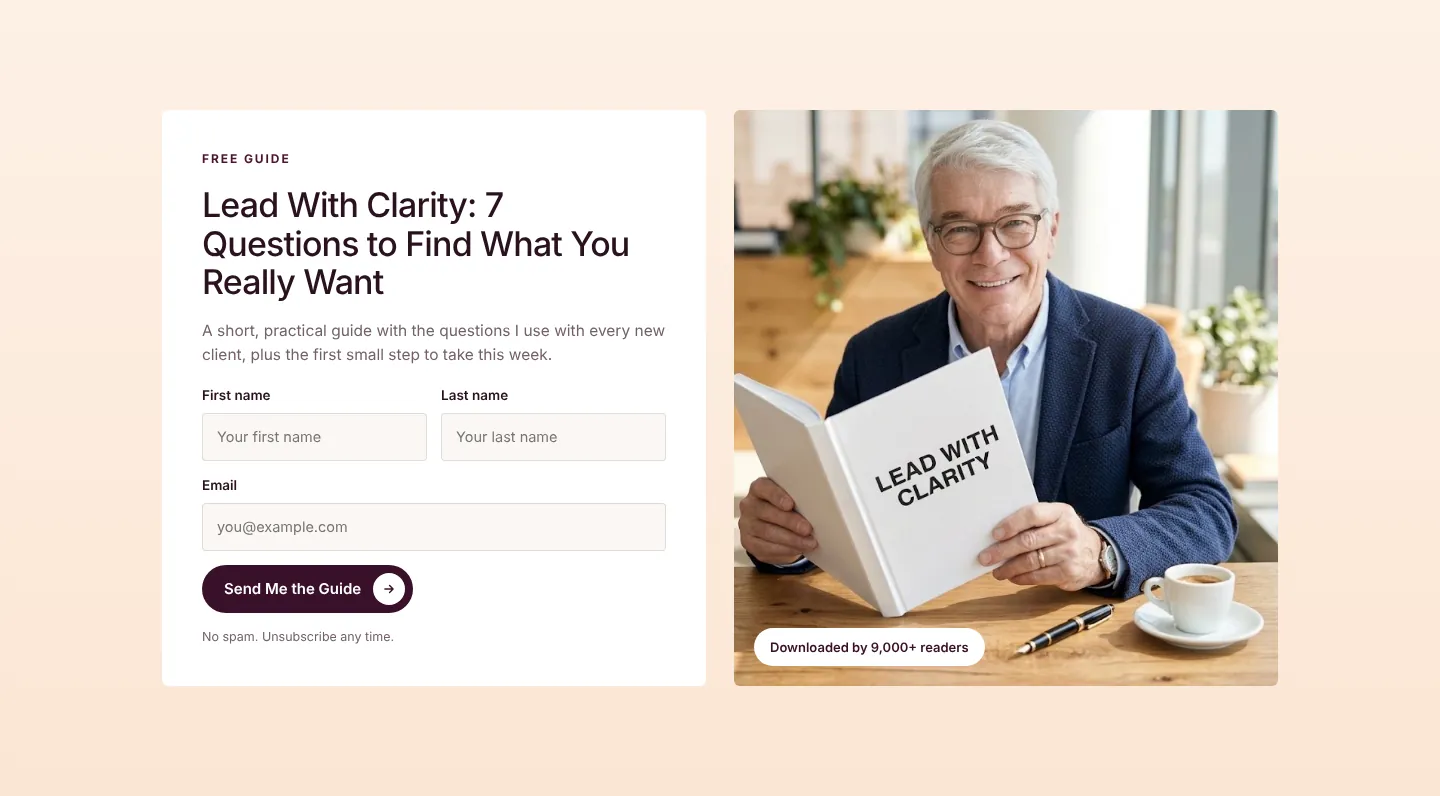 FREE GUIDE
Lead With Clarity: 7
Questions to Find What You
Really Want
A short, practical guide with the questions I use with every new
client, plus the first small step to take this week.
First name
Last name
Your first name
Your last name
Email
you@example.com
Send Me the Guide
No spam. Unsubscribe any time.
LEAD WITH
CLARITY
Downloaded by 9,000+ readers